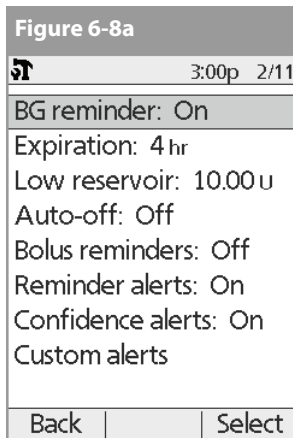 Figure 6-8a
3:00p 2/11
BG reminder: On
Expiration: 4 hr
Low reservoir: 10.00 U
Auto-off: Off
Bolus reminders: Off
Reminder alerts: On
Confidence alerts: On
Custom alerts
Back Select